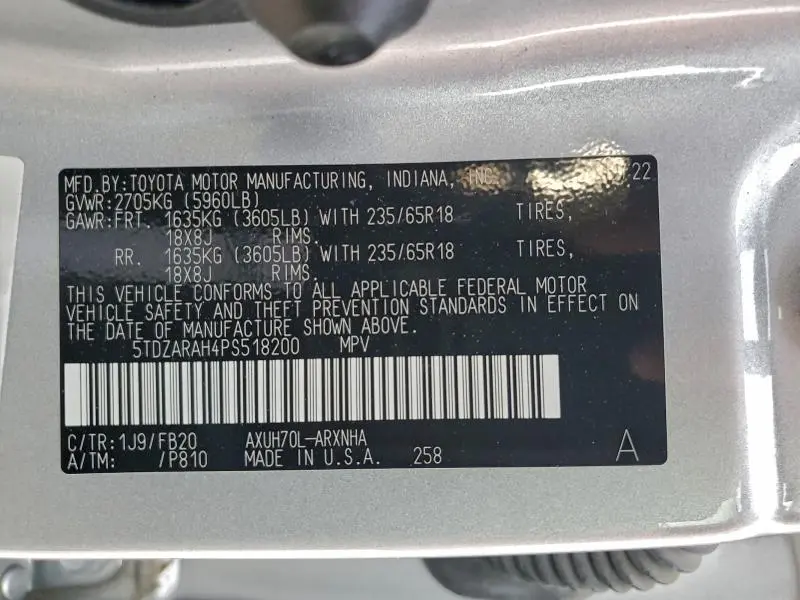 MFD.BY:TOYOTA MOTOR MANUFACTURING, INDIANA, INC. 22
GVWR:2705KG (5960LB)
GAWR:FRT. 1635KG (3605LB) WITH 235/65R18 TIRES,
18X8J RIMS.
RR. 1635KG (3605LB) WITH 235/65R18 TIRES,
18X8J RIMS.
THIS VEHICLE CONFORMS TO ALL APPLICABLE FEDERAL MOTOR
VEHICLE SAFETY AND THEFT PREVENTION STANDARDS IN EFFECT ON
THE DATE OF MANUFACTURE SHOWN ABOVE.
5TDZARAH4PS518200 MPV
C/TR:1J9/FB20 AXUH70L-ARXNHA
A/TM: /P810 MADE IN U.S.A. 258 A